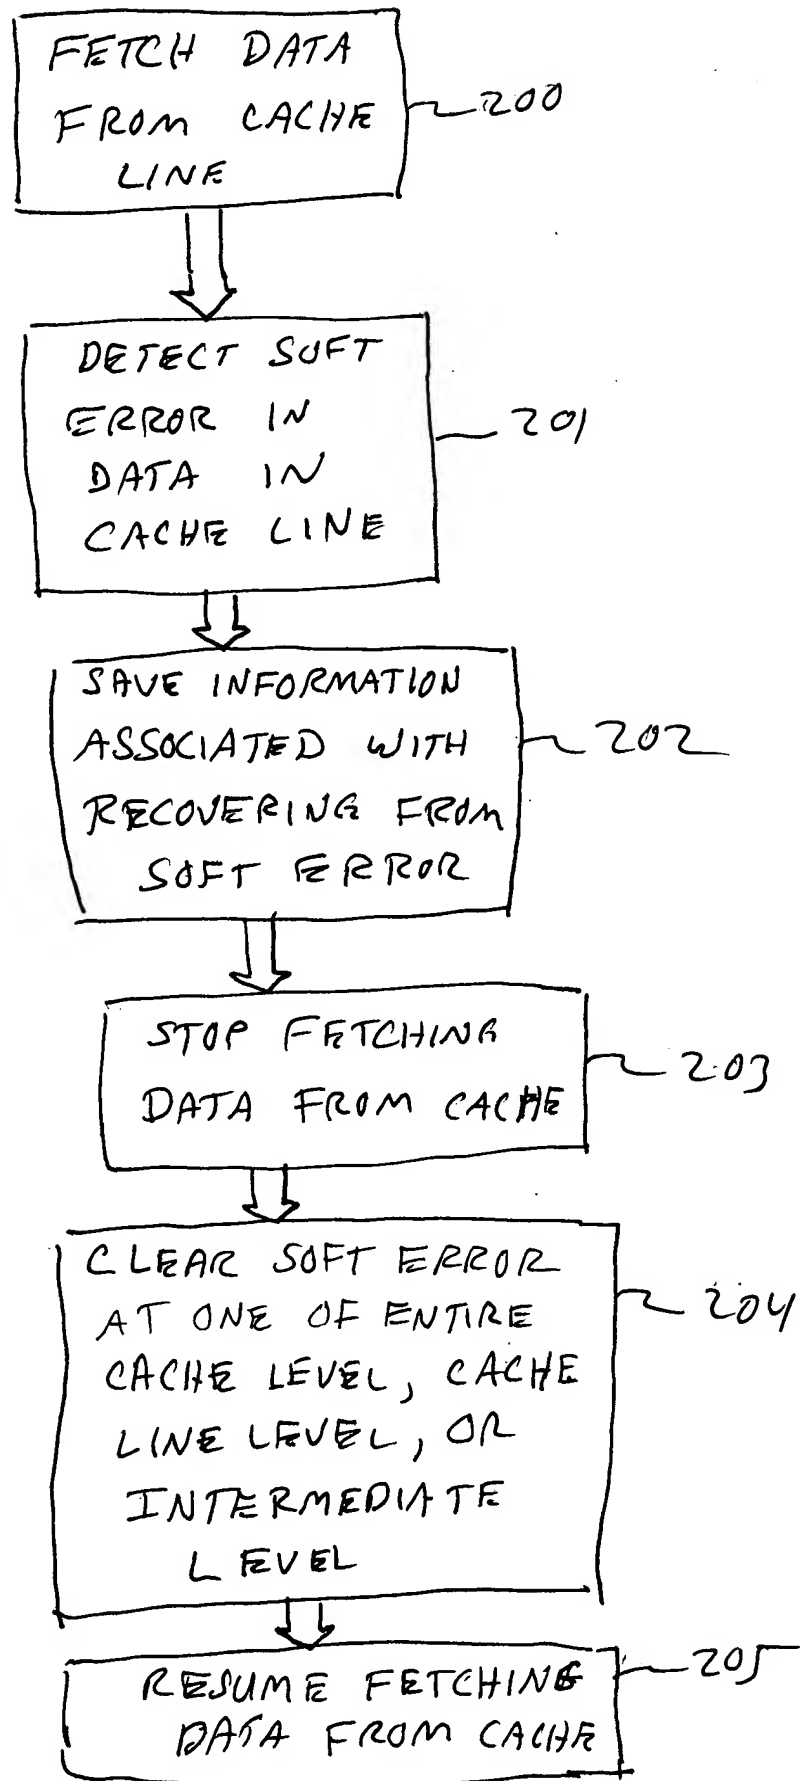 FETCH DATA
FROM CACHE
LINE
200
DETECT SOFT
ERROR IN
DATA IN
CACHE LINE
201
SAVE INFORMATION
ASSOCIATED WITH
RECOVERING FROM
SOFT ERROR
202
STOP FETCHING
DATA FROM CACHE
203
CLEAR SOFT ERROR
AT ONE OF ENTIRE
CACHE LEVEL, CACHE
LINE LEVEL, OR
INTERMEDIATE
LEVEL
204
RESUME FETCHING
DATA FROM CACHE
205